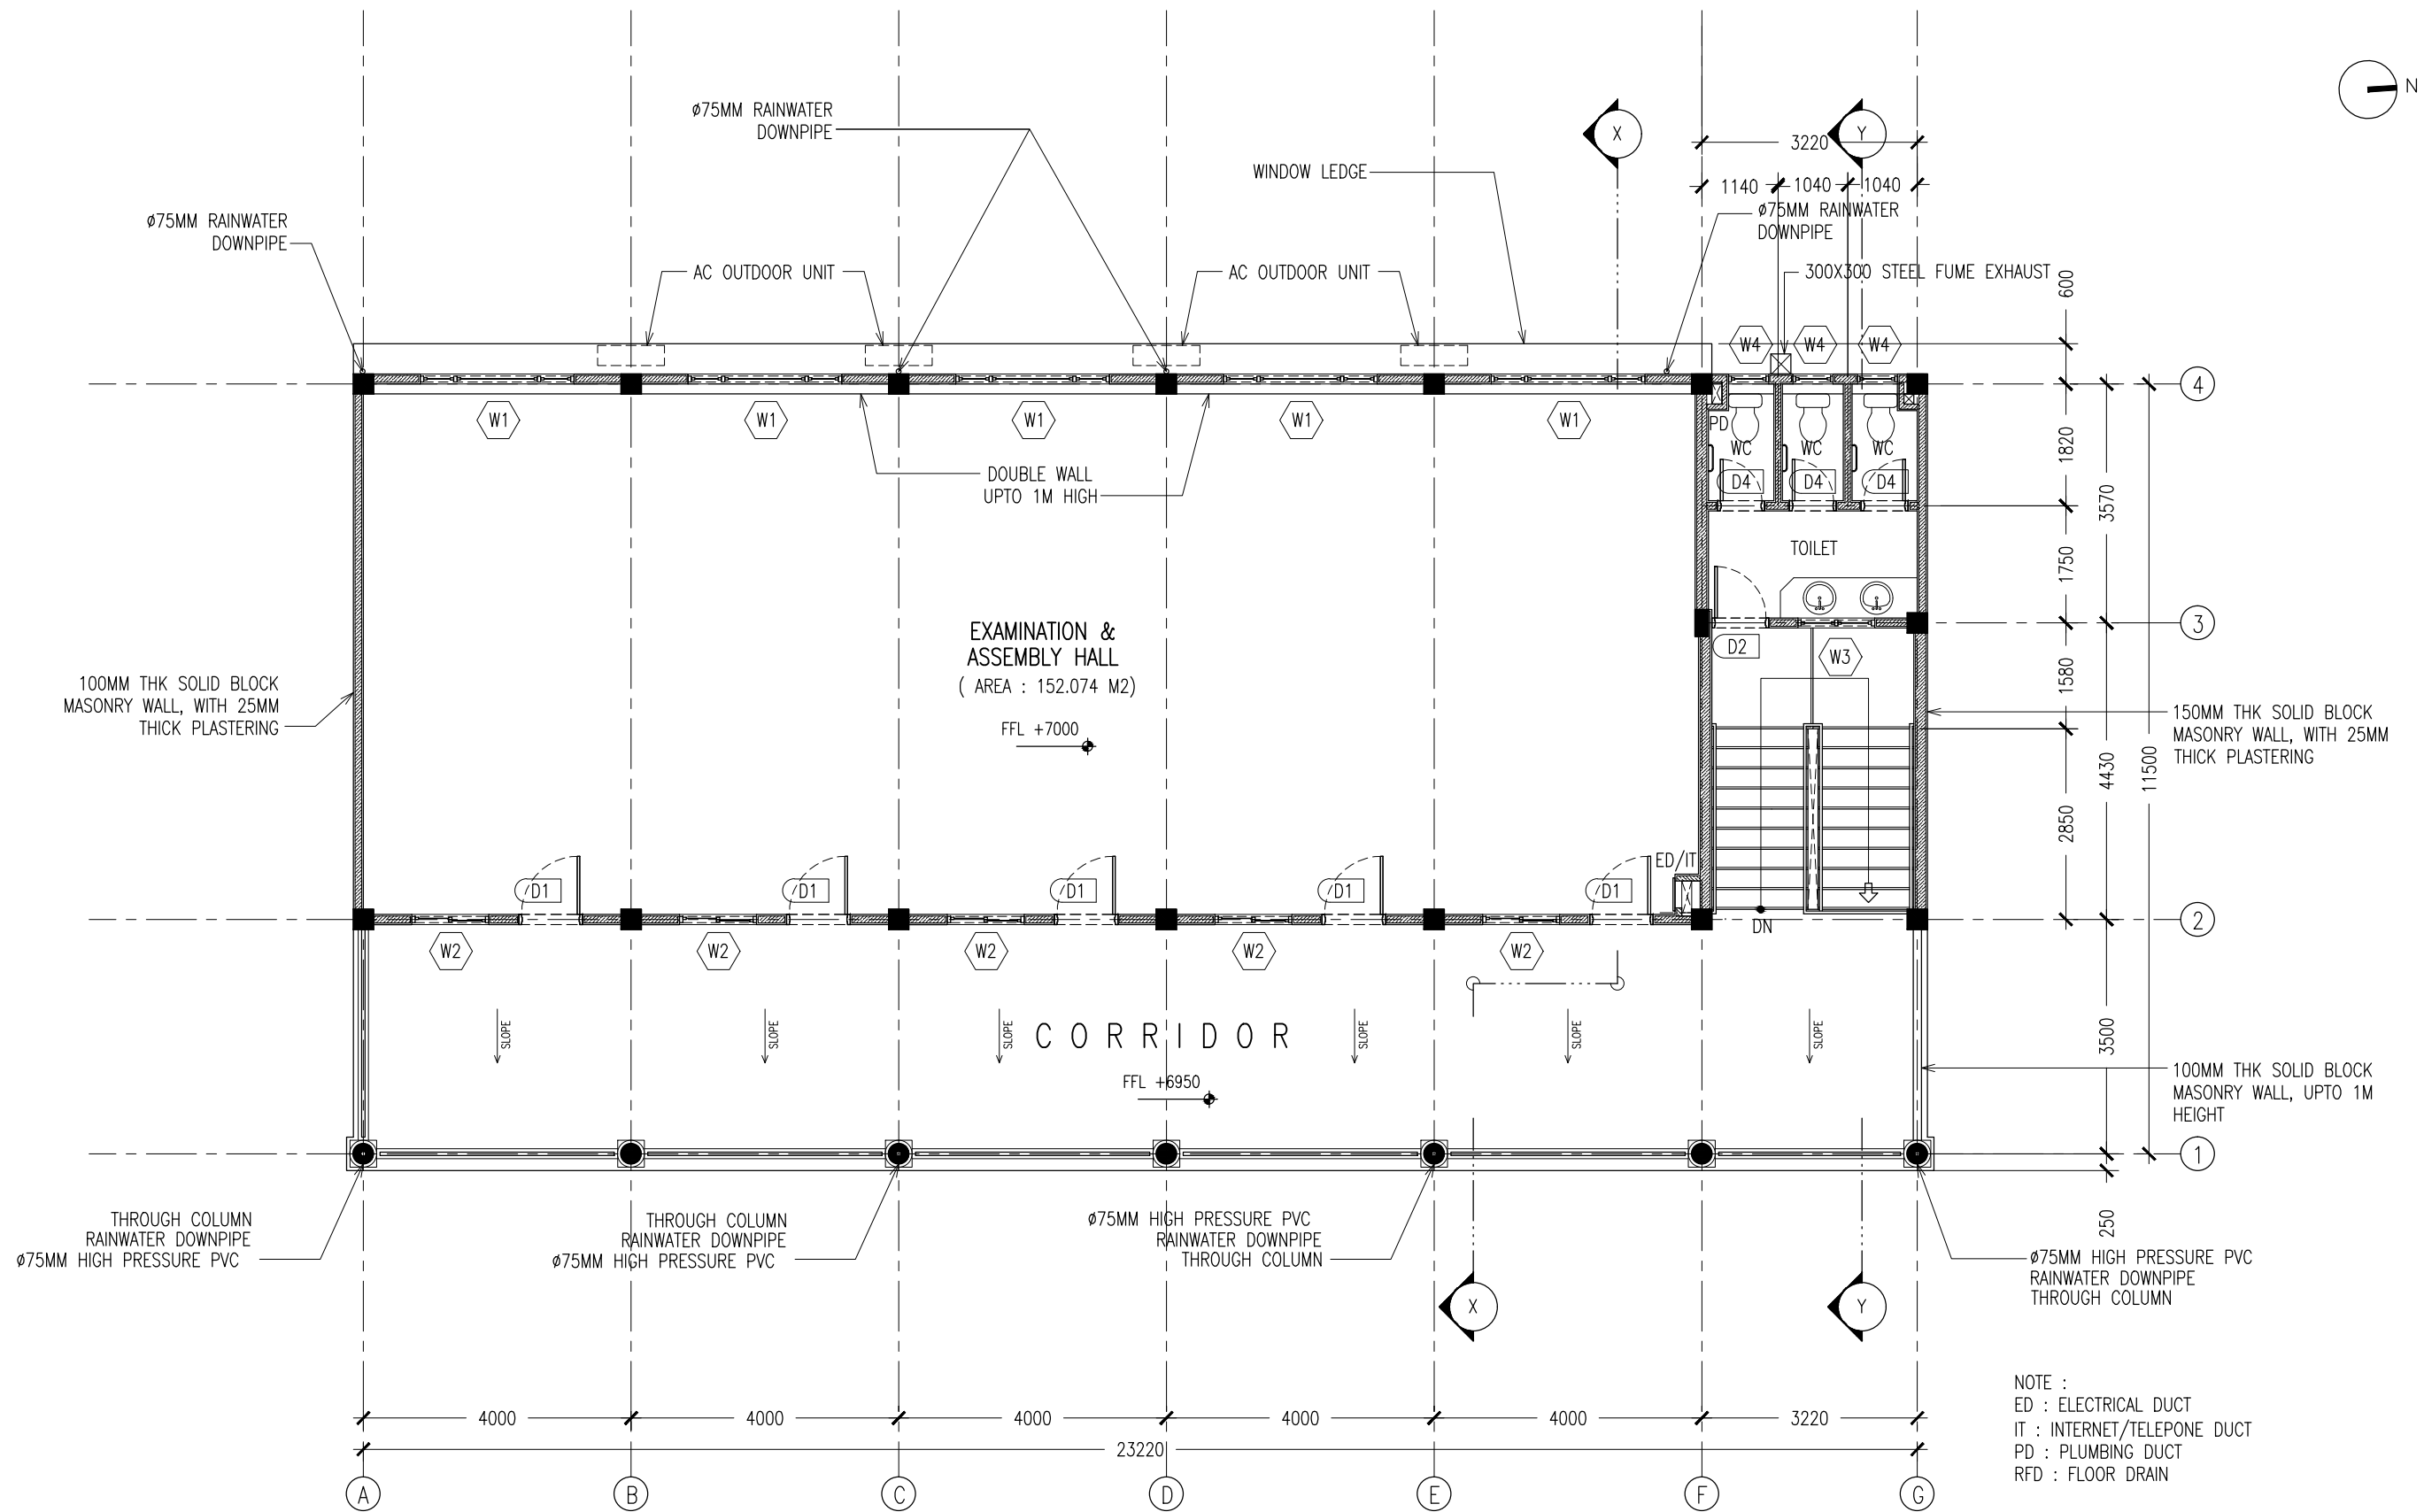 N
ø75MM RAINWATER
DOWNPIPE
X
Y
3220
WINDOW LEDGE
1140
1040
1040
ø75MM RAINWATER
DOWNPIPE
ø75MM RAINWATER
DOWNPIPE
AC OUTDOOR UNIT
AC OUTDOOR UNIT
300X300 STEEL FUME EXHAUST
600
W4
W4
W4
4
W1
W1
W1
W1
W1
PD
WC
WC
WC
1820
DOUBLE WALL
UPTO 1M HIGH
D4
D4
D4
3570
TOILET
1750
EXAMINATION &
ASSEMBLY HALL
( AREA : 152.074 M2)
3
D2
W3
1580
100MM THK SOLID BLOCK
MASONRY WALL, WITH 25MM
THICK PLASTERING
FFL +7000
150MM THK SOLID BLOCK
MASONRY WALL, WITH 25MM
THICK PLASTERING
4430
11500
2850
ED/IT
D1
D1
D1
D1
D1
2
DN
W2
W2
W2
W2
W2
SLOPE
SLOPE
SLOPE
CORRIDOR
SLOPE
SLOPE
SLOPE
3500
FFL +6950
100MM THK SOLID BLOCK
MASONRY WALL, UPTO 1M
HEIGHT
1
250
THROUGH COLUMN
RAINWATER DOWNPIPE
ø75MM HIGH PRESSURE PVC
THROUGH COLUMN
RAINWATER DOWNPIPE
ø75MM HIGH PRESSURE PVC
ø75MM HIGH PRESSURE PVC
RAINWATER DOWNPIPE
THROUGH COLUMN
ø75MM HIGH PRESSURE PVC
RAINWATER DOWNPIPE
THROUGH COLUMN
X
Y
NOTE :
ED : ELECTRICAL DUCT
IT : INTERNET/TELEPONE DUCT
PD : PLUMBING DUCT
RFD : FLOOR DRAIN
4000
4000
4000
4000
4000
3220
23220
A
B
C
D
E
F
G